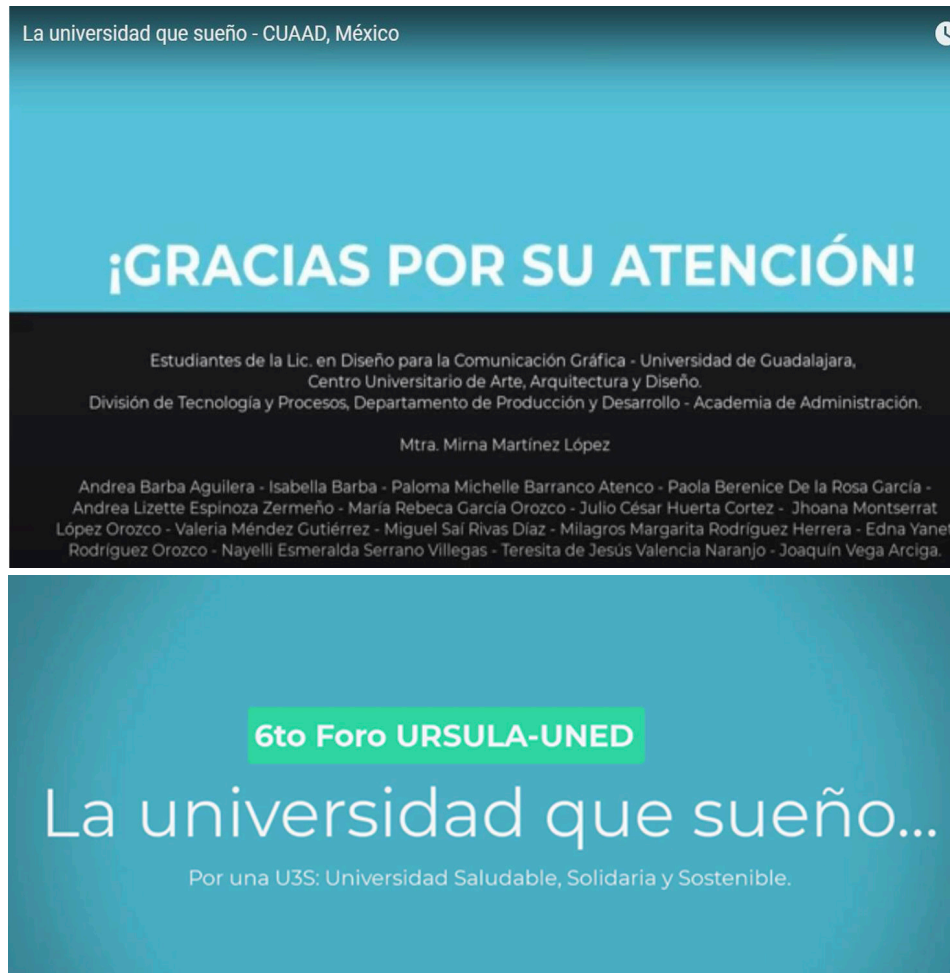 La universidad que sueño - CUAAD, México
¡GRACIAS POR SU ATENCIÓN!
Estudiantes de la Lic. en Diseño para la Comunicación Gráfica - Universidad de Guadalajara,
Centro Universitario de Arte, Arquitectura y Diseño.
División de Tecnología y Procesos, Departamento de Producción y Desarrollo - Academia de Administración.
Mtra. Mirna Martínez López
Andrea Barba Aguilera - Isabella Barba - Paloma Michelle Barranco Atenco - Paola Berenice De la Rosa García -
Andrea Lizette Espinoza Zermeño - María Rebeca García Orozco - Julio César Huerta Cortez - Jhoana Montserrat
López Orozco - Valeria Méndez Gutiérrez - Miguel Saí Rivas Díaz - Milagros Margarita Rodríguez Herrera - Edna Yanet
Rodríguez Orozco - Nayelli Esmeralda Serrano Villegas - Teresita de Jesús Valencia Naranjo - Joaquín Vega Arciga.
6to Foro URSULA-UNED
La universidad que sueño...
Por una U3S: Universidad Saludable, Solidaria y Sostenible.